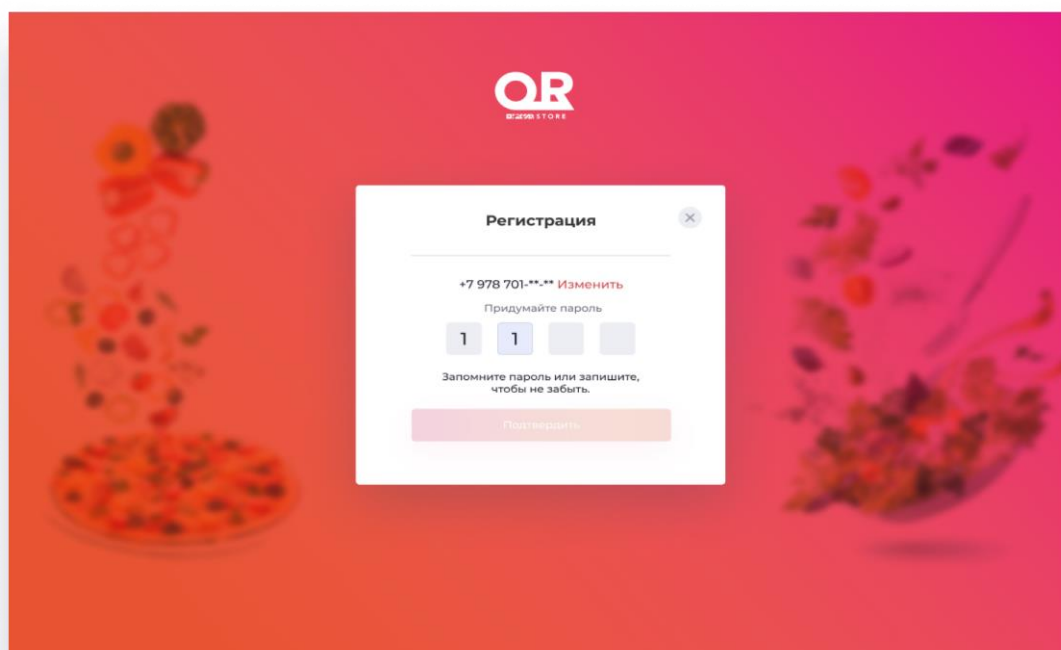 QR
STORE
Регистрация
+7 978 701-**-** Изменить
Придумайте пароль
1 1
Запомните пароль или запишите,
чтобы не забыть.
Подтвердить